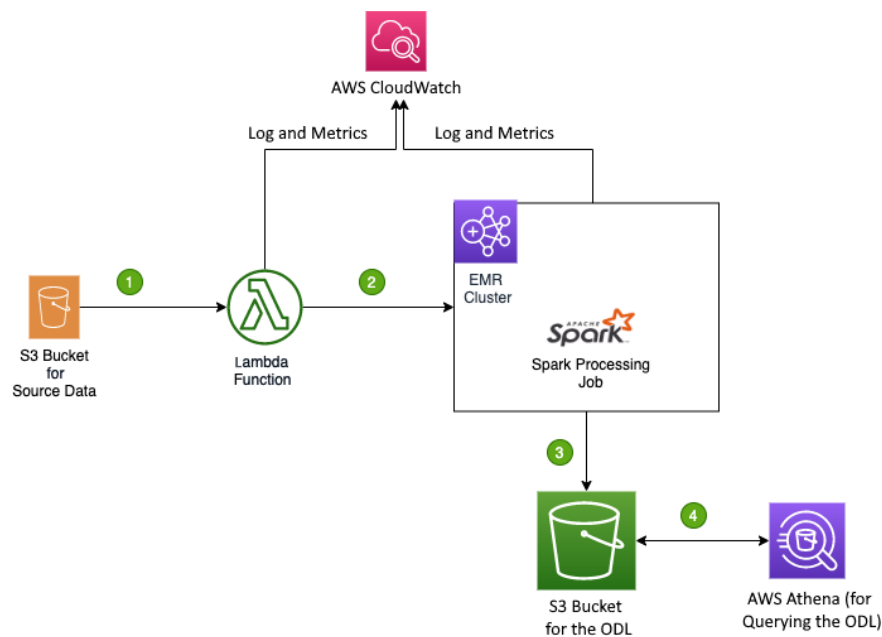 AWS CloudWatch
Log and Metrics
Log and Metrics
1
2
EMR
Cluster
S3 Bucket
for
Source Data
Lambda
Function
APACHE
Spark
Spark Processing
Job
3
4
S3 Bucket
for the ODL
AWS Athena (for
Querying the ODL)